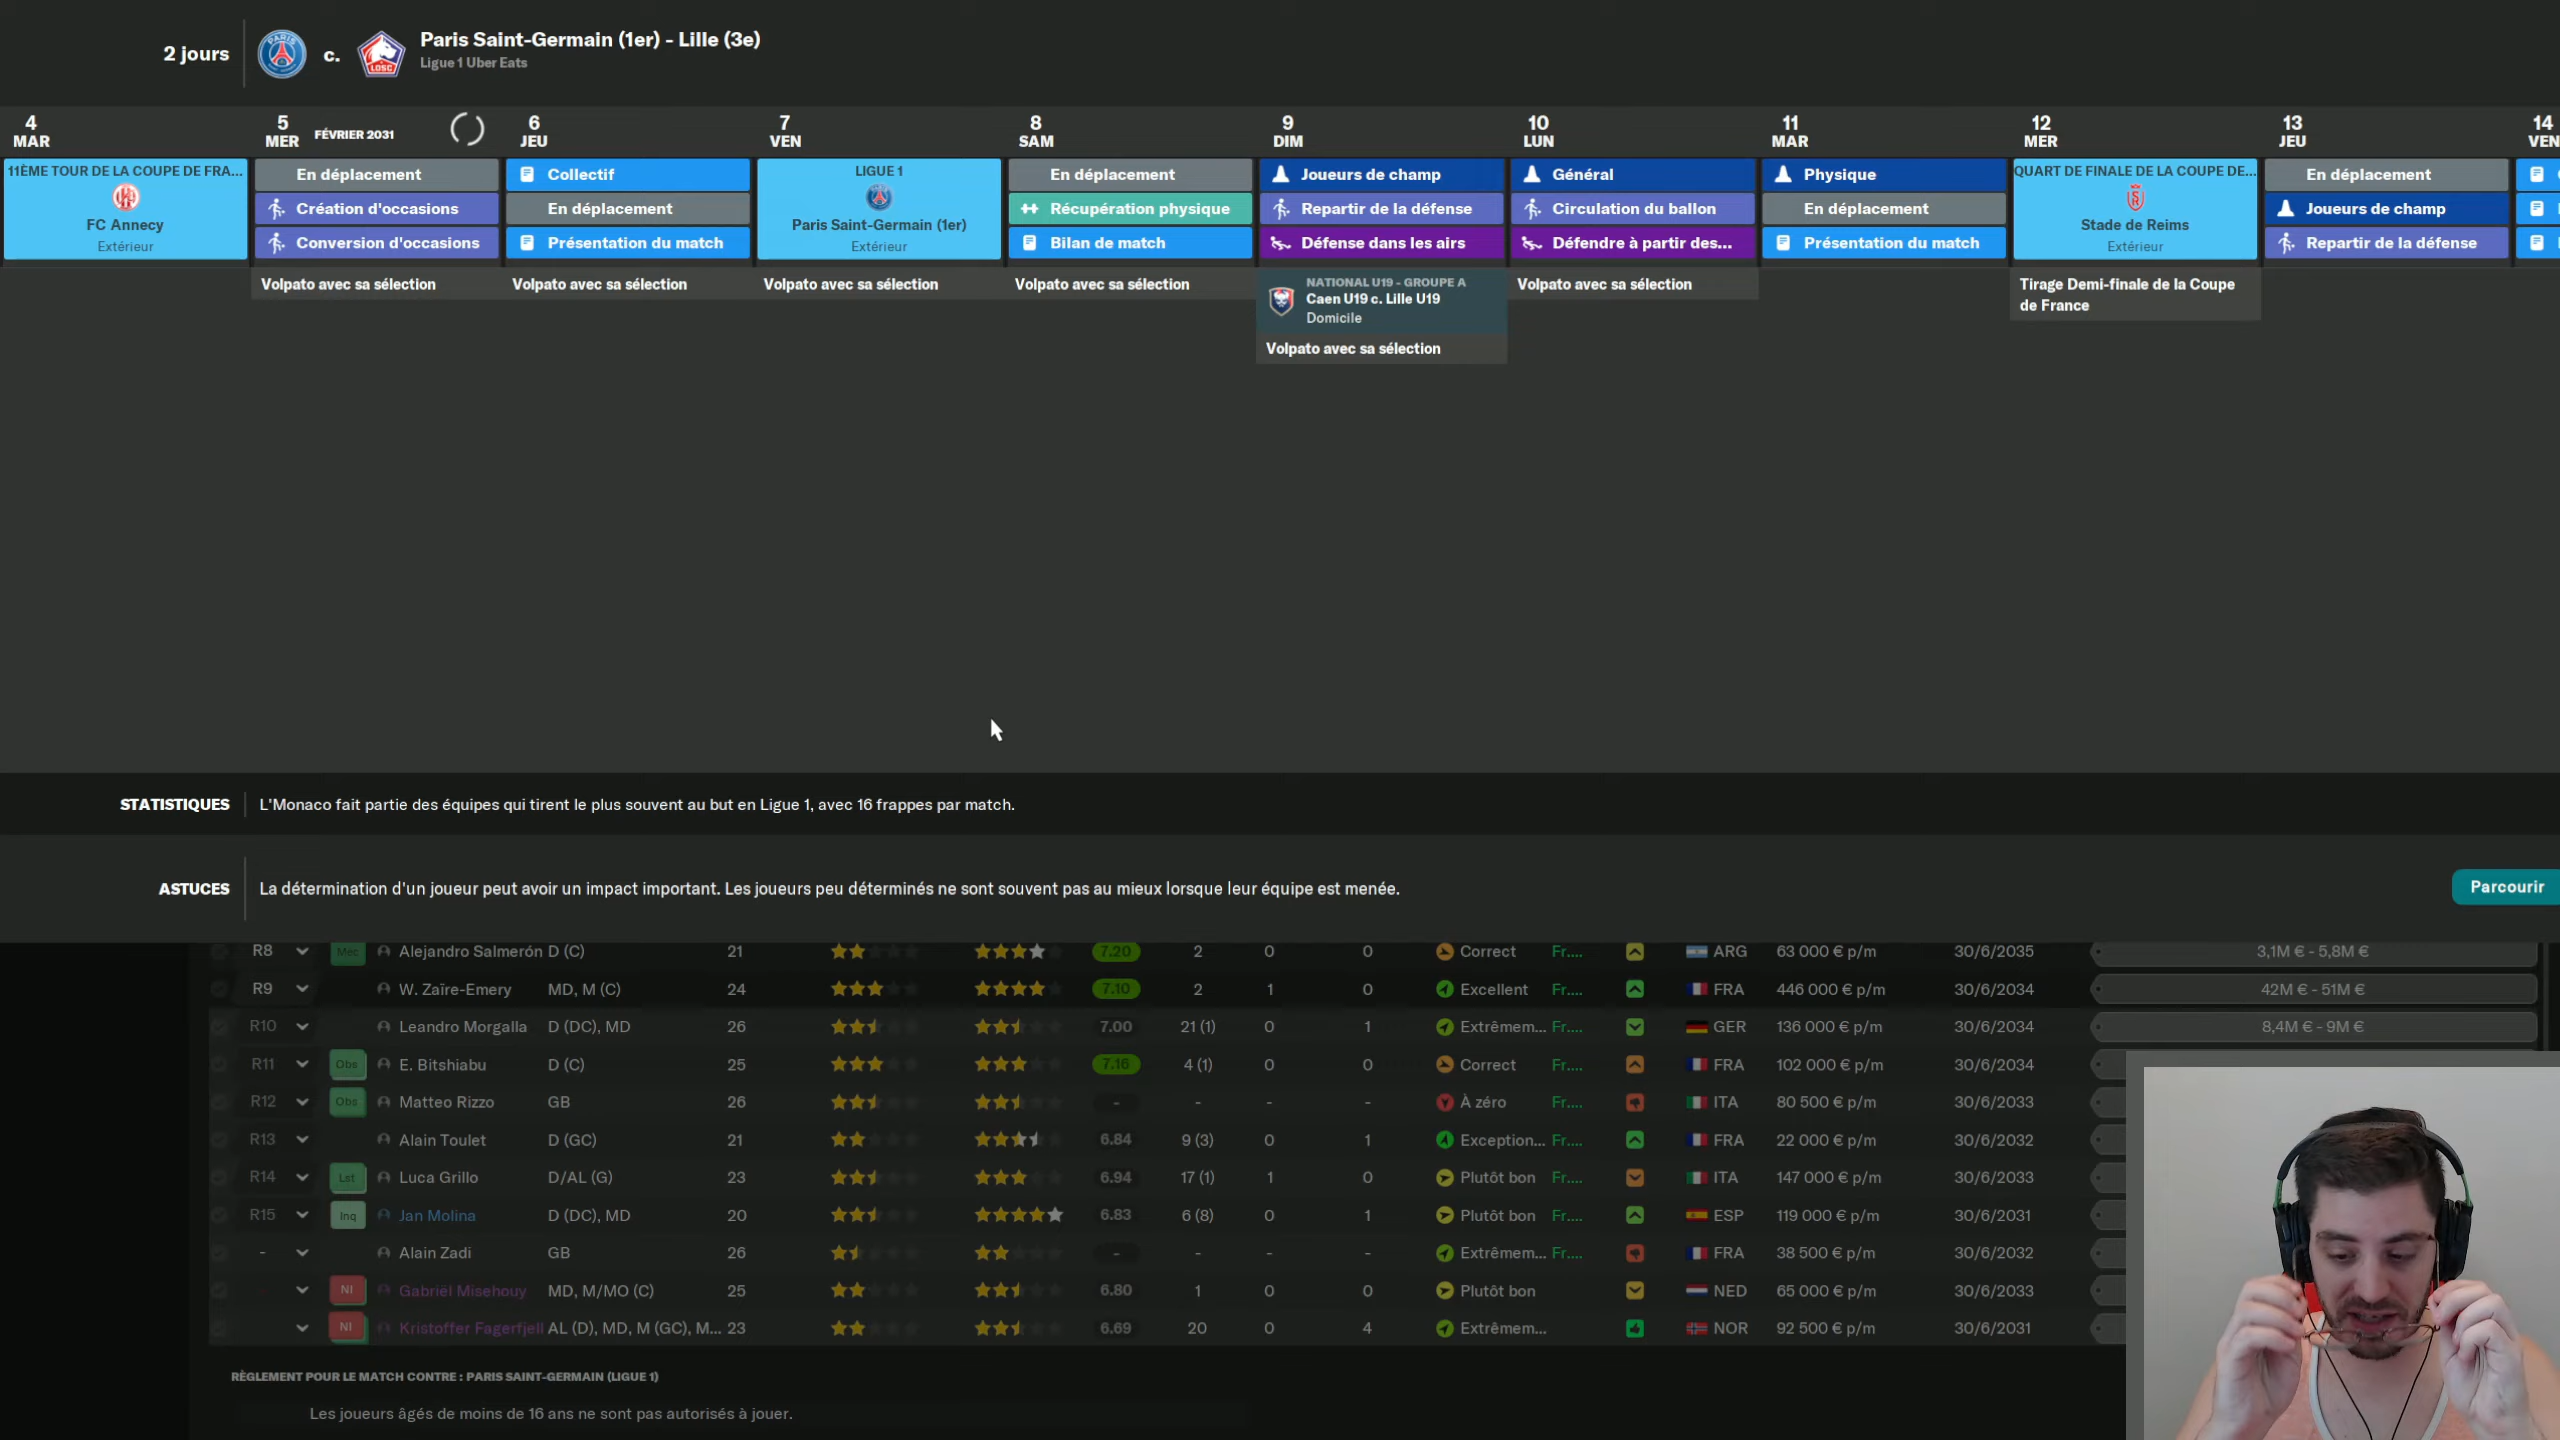 2 jours
c.
Paris Saint-Germain (1er) - Lille (3e)
Ligue 1 Uber Eats
4 MAR
5 MER FÉVRIER 2031
6 JEU
7 VEN
8 SAM
9 DIM
10 LUN
11 MAR
12 MER
13 JEU
14 VEN
11ÈME TOUR DE LA COUPE DE FRA...
FC Annecy
Extérieur
En déplacement
Création d'occasions
Conversion d'occasions
Volpato avec sa sélection
Collectif
En déplacement
Présentation du match
Volpato avec sa sélection
LIGUE 1
Paris Saint-Germain (1er)
Extérieur
Volpato avec sa sélection
En déplacement
Récupération physique
Bilan de match
Volpato avec sa sélection
Joueurs de champ
Repartir de la défense
Défense dans les airs
NATIONAL U19 - GROUPE A
Caen U19 c. Lille U19
Domicile
Volpato avec sa sélection
Général
Circulation du ballon
Défendre à partir des...
Volpato avec sa sélection
Physique
En déplacement
Présentation du match
QUART DE FINALE DE LA COUPE DE...
Stade de Reims
Extérieur
Tirage Demi-finale de la Coupe
de France
En déplacement
Joueurs de champ
Repartir de la défense
STATISTIQUES L'Monaco fait partie des équipes qui tirent le plus souvent au but en Ligue 1, avec 16 frappes par match.
ASTUCES La détermination d'un joueur peut avoir un impact important. Les joueurs peu déterminés ne sont souvent pas au mieux lorsque leur équipe est menée.
Parcourir
R8 Mec Alejandro Salmerón D (C) 21 7.20 2 0 0 Correct Fr.... ARG 63 000 € p/m 30/6/2035 3,1M € - 5,8M €
R9 W. Zaïre-Emery MD, M (C) 24 7.10 2 1 0 Excellent Fr.... FRA 446 000 € p/m 30/6/2034 42M € - 51M €
R10 Leandro Morgalla D (DC), MD 26 7.00 21 (1) 0 1 Extrêmem... Fr.... GER 136 000 € p/m 30/6/2034 8,4M € - 9M €
R11 Obs E. Bitshiabu D (C) 25 7.16 4 (1) 0 0 Correct Fr.... FRA 102 000 € p/m 30/6/2034
R12 Obs Matteo Rizzo GB 26 - - - - À zéro Fr.... ITA 80 500 € p/m 30/6/2033
R13 Alain Toulet D (GC) 21 6.84 9 (3) 0 1 Exception... Fr.... FRA 22 000 € p/m 30/6/2032
R14 Lst Luca Grillo D/AL (G) 23 6.94 17 (1) 1 0 Plutôt bon Fr.... ITA 147 000 € p/m 30/6/2033
R15 Inq Jan Molina D (DC), MD 20 6.83 6 (8) 0 1 Plutôt bon Fr.... ESP 119 000 € p/m 30/6/2031
- Alain Zadi GB 26 - - - - Extrêmem... Fr.... FRA 38 500 € p/m 30/6/2032
NI Gabriël Misehouy MD, M/MO (C) 25 6.80 1 0 0 Plutôt bon NED 65 000 € p/m 30/6/2033
NI Kristoffer Fagerfjell AL (D), MD, M (GC), M... 23 6.69 20 0 4 Extrêmem... NOR 92 500 € p/m 30/6/2031
RÈGLEMENT POUR LE MATCH CONTRE : PARIS SAINT-GERMAIN (LIGUE 1)
Les joueurs âgés de moins de 16 ans ne sont pas autorisés à jouer.